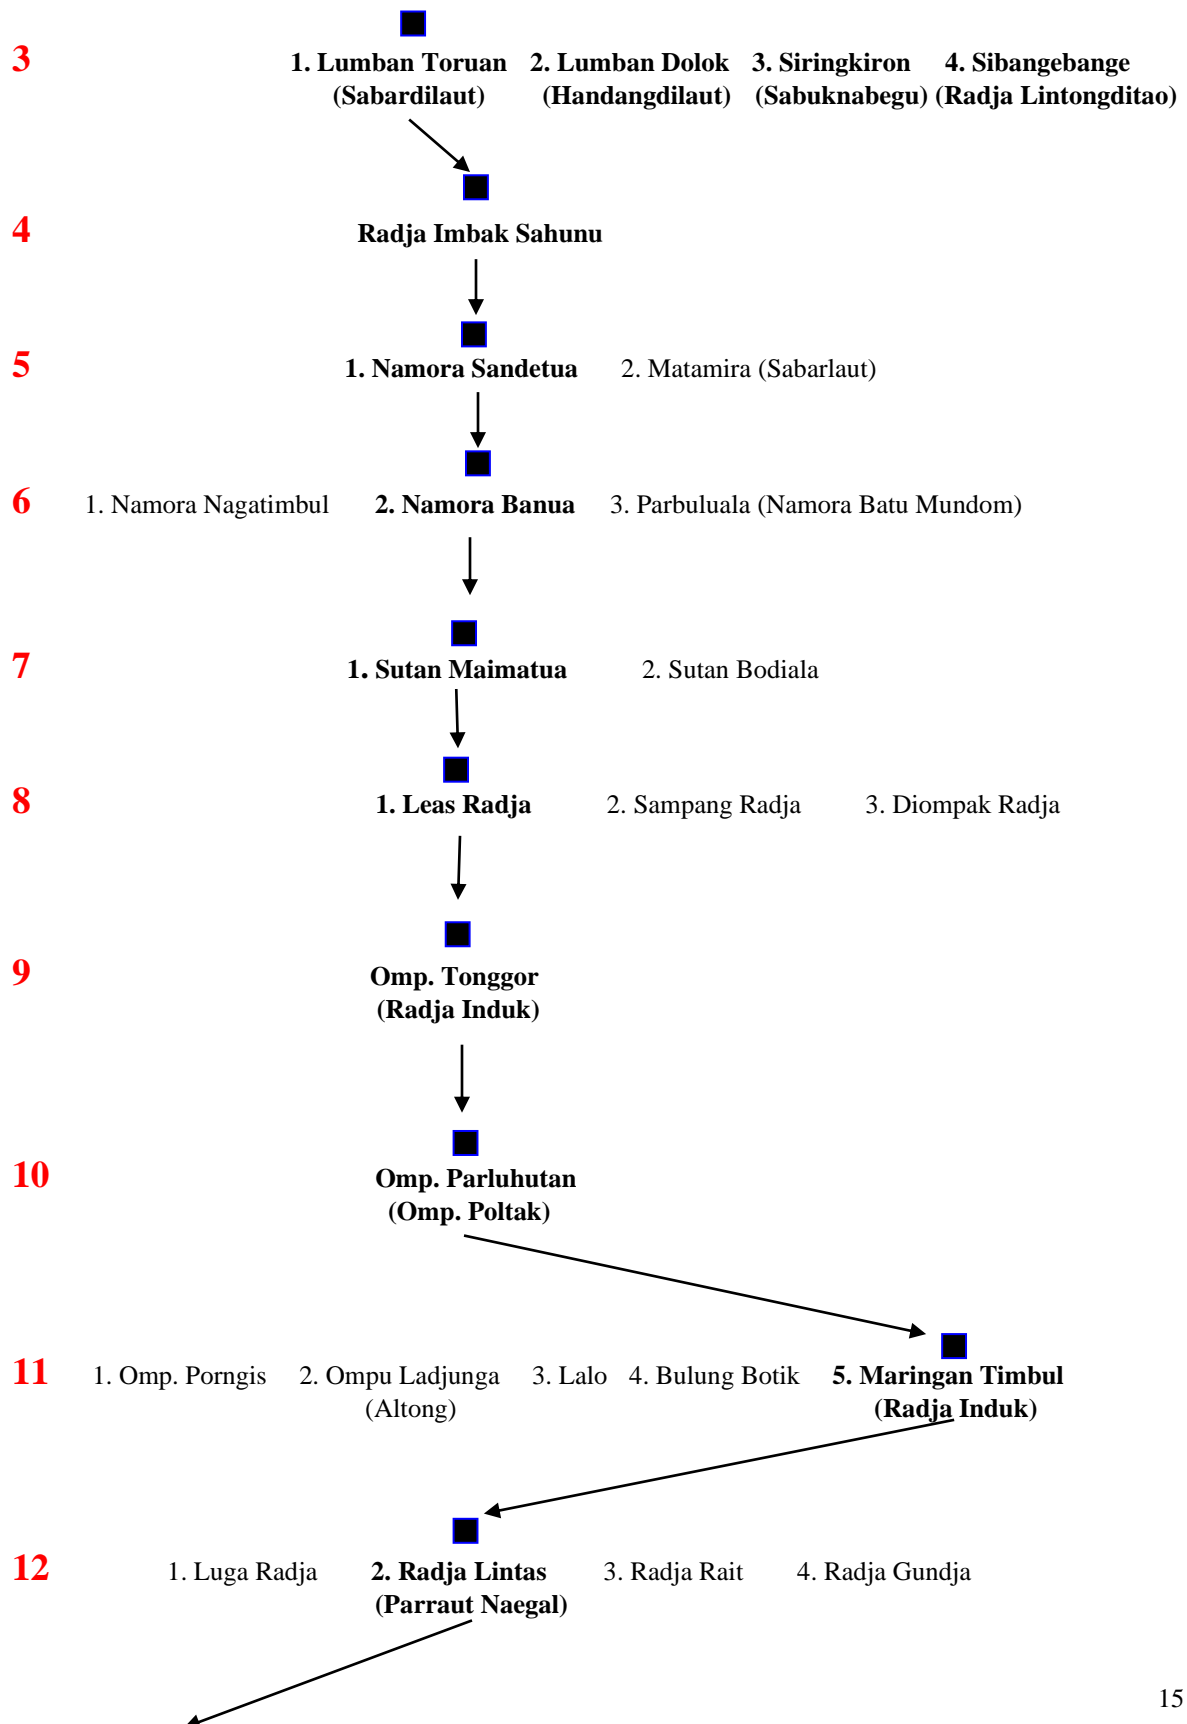 3 1. Lumban Toruan 2. Lumban Dolok 3. Siringkiron 4. Sibangebange
(Sabardilaut) (Handangdilaut) (Sabuknabegu) (Radja Lintongditao)
4 Radja Imbak Sahunu
5 1. Namora Sandetua 2. Matamira (Sabarlaut)
6 1. Namora Nagatimbul 2. Namora Banua 3. Parbuluala (Namora Batu Mundom)
7 1. Sutan Maimatua 2. Sutan Bodiala
8 1. Leas Radja 2. Sampang Radja 3. Diompak Radja
9 Omp. Tonggor
(Radja Induk)
10 Omp. Parluhutan
(Omp. Poltak)
11 1. Omp. Porngis 2. Ompu Ladjunga 3. Lalo 4. Bulung Botik 5. Maringan Timbul
(Altong) (Radja Induk)
12 1. Luga Radja 2. Radja Lintas 3. Radja Rait 4. Radja Gundja
(Parraut Naegal)
15